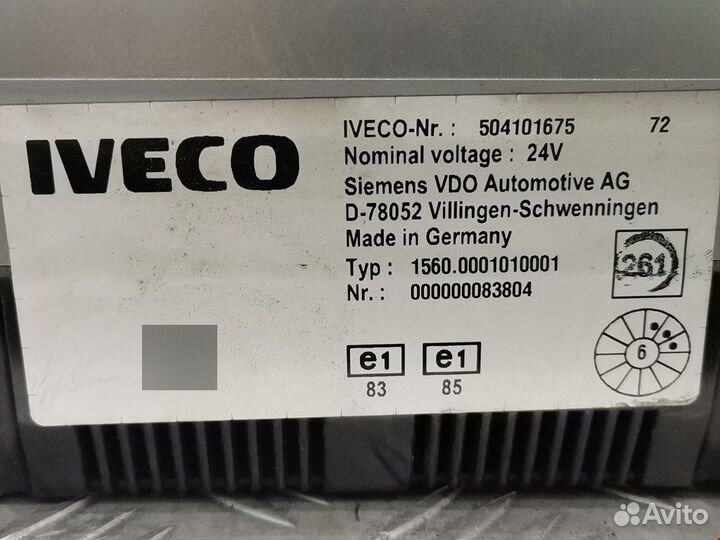 IVECO
IVECO-Nr. : 504101675 72
Nominal voltage : 24V
Siemens VDO Automotive AG
D-78052 Villingen-Schwenningen
Made in Germany
Typ : 1560.0001010001
Nr. : 000000083804
261
e1 e1
83 85
6
Avito